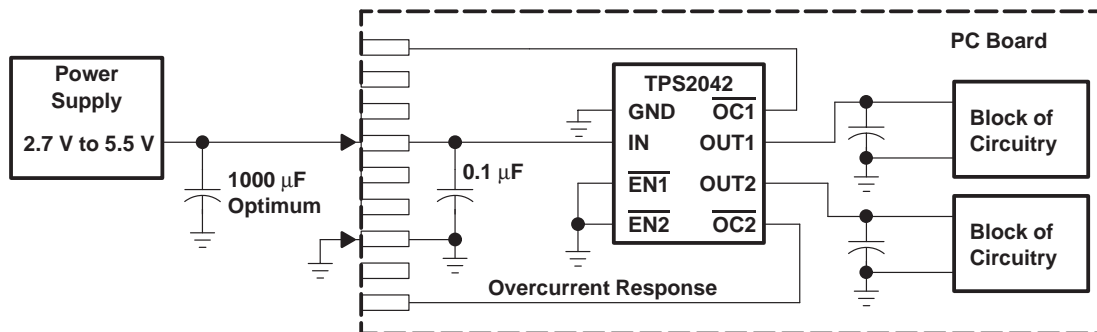 PC Board
Power
Supply
2.7 V to 5.5 V
1000 μF
Optimum
0.1 μF
TPS2042
GND
OC1
IN
OUT1
EN1
OUT2
EN2
OC2
Block of
Circuitry
Block of
Circuitry
Overcurrent Response